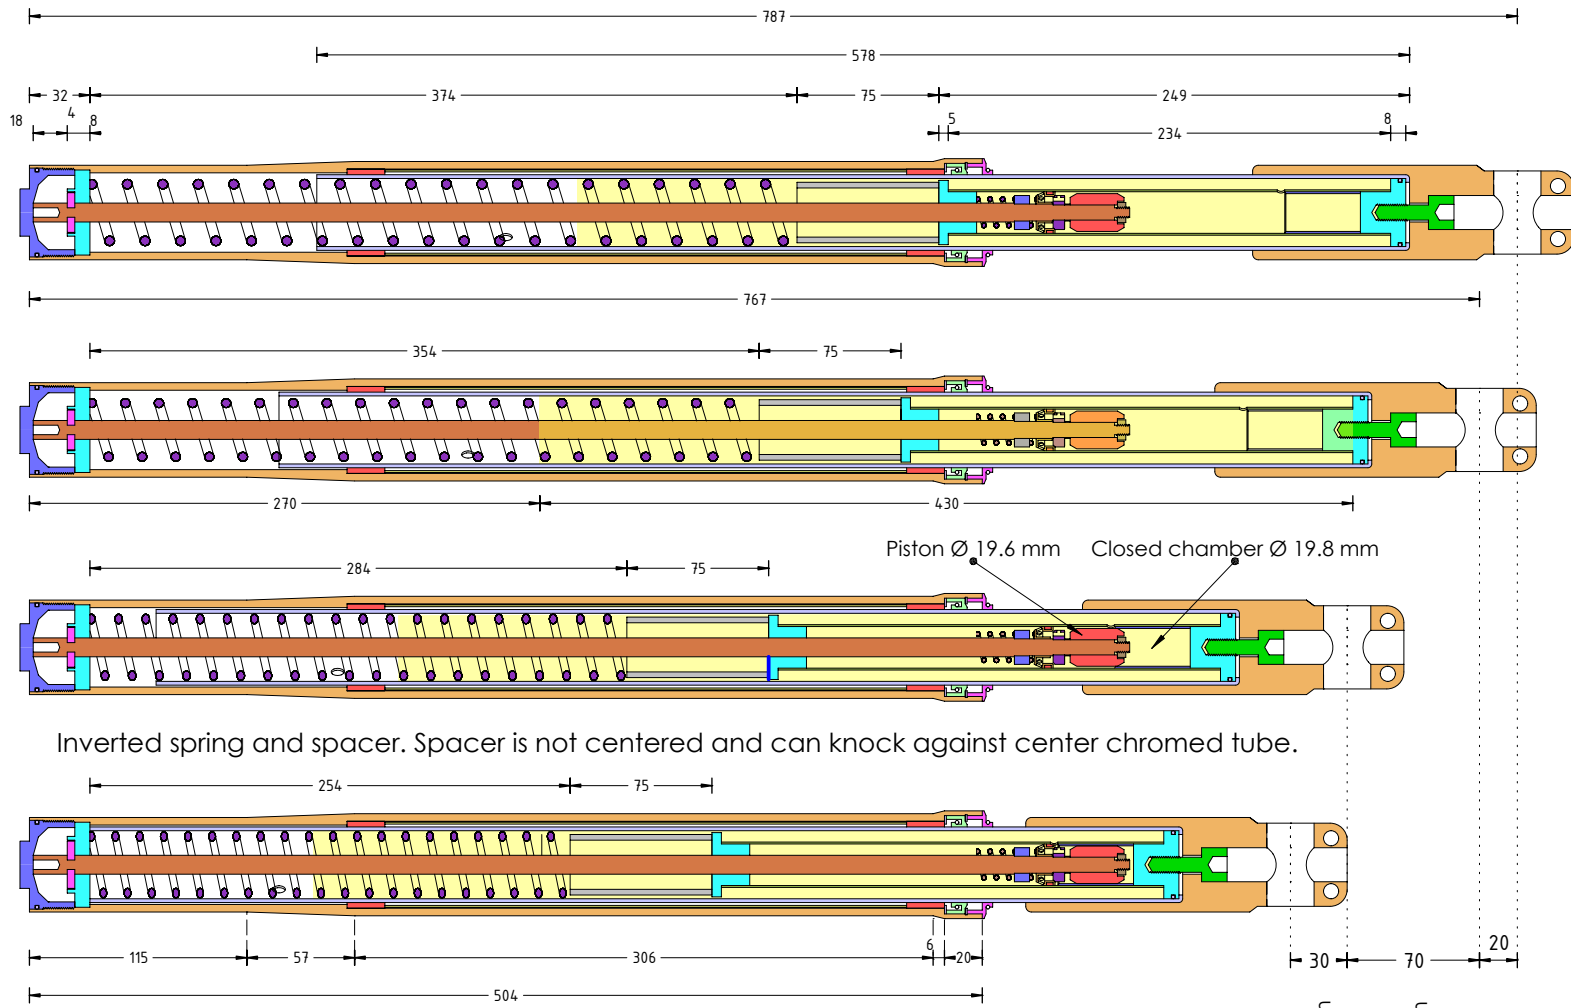 787
578
32 374 75 249
18 4 8 5 234 8
767
354 75
270 430
Piston Ø 19.6 mm Closed chamber Ø 19.8 mm
284 75
Inverted spring and spacer. Spacer is not centered and can knock against center chromed tube.
254 75
115 57 306 6 20 30 70 20
504